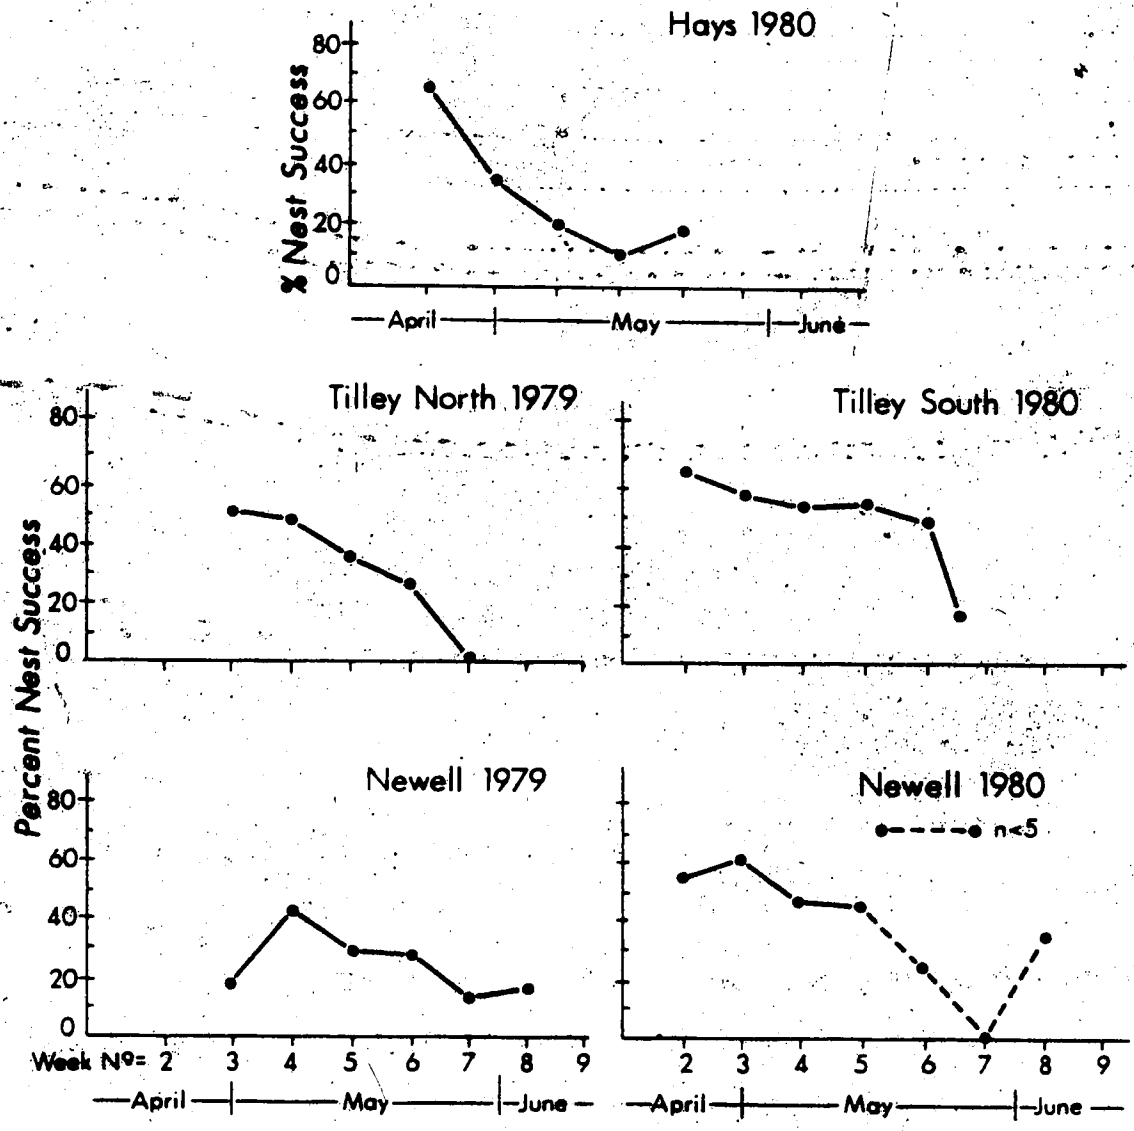 Hays 1980
% Nest Success
80
60
40
20
0
April May June
Percent Nest Success
Tilley North 1979
80
60
40
20
0
Tilley South 1980
Newell 1979
80
60
40
20
0
Newell 1980
n<5
Week Nº= 2 3 4 5 6 7 8 9
2 3 4 5 6 7 8 9
April May June
April May June